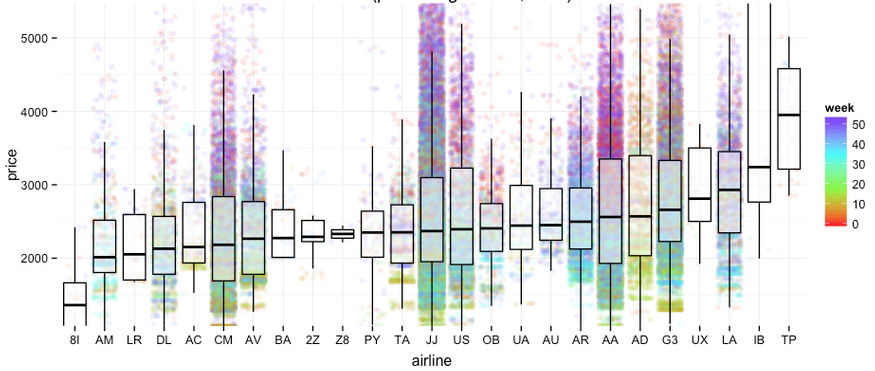 5000
4000
3000
2000
price
8I AM LR DL AC CM AV BA 2Z Z8 PY TA JJ US OB UA AU AR AA AD G3 UX LA IB TP
airline
week
50
40
30
20
10
0